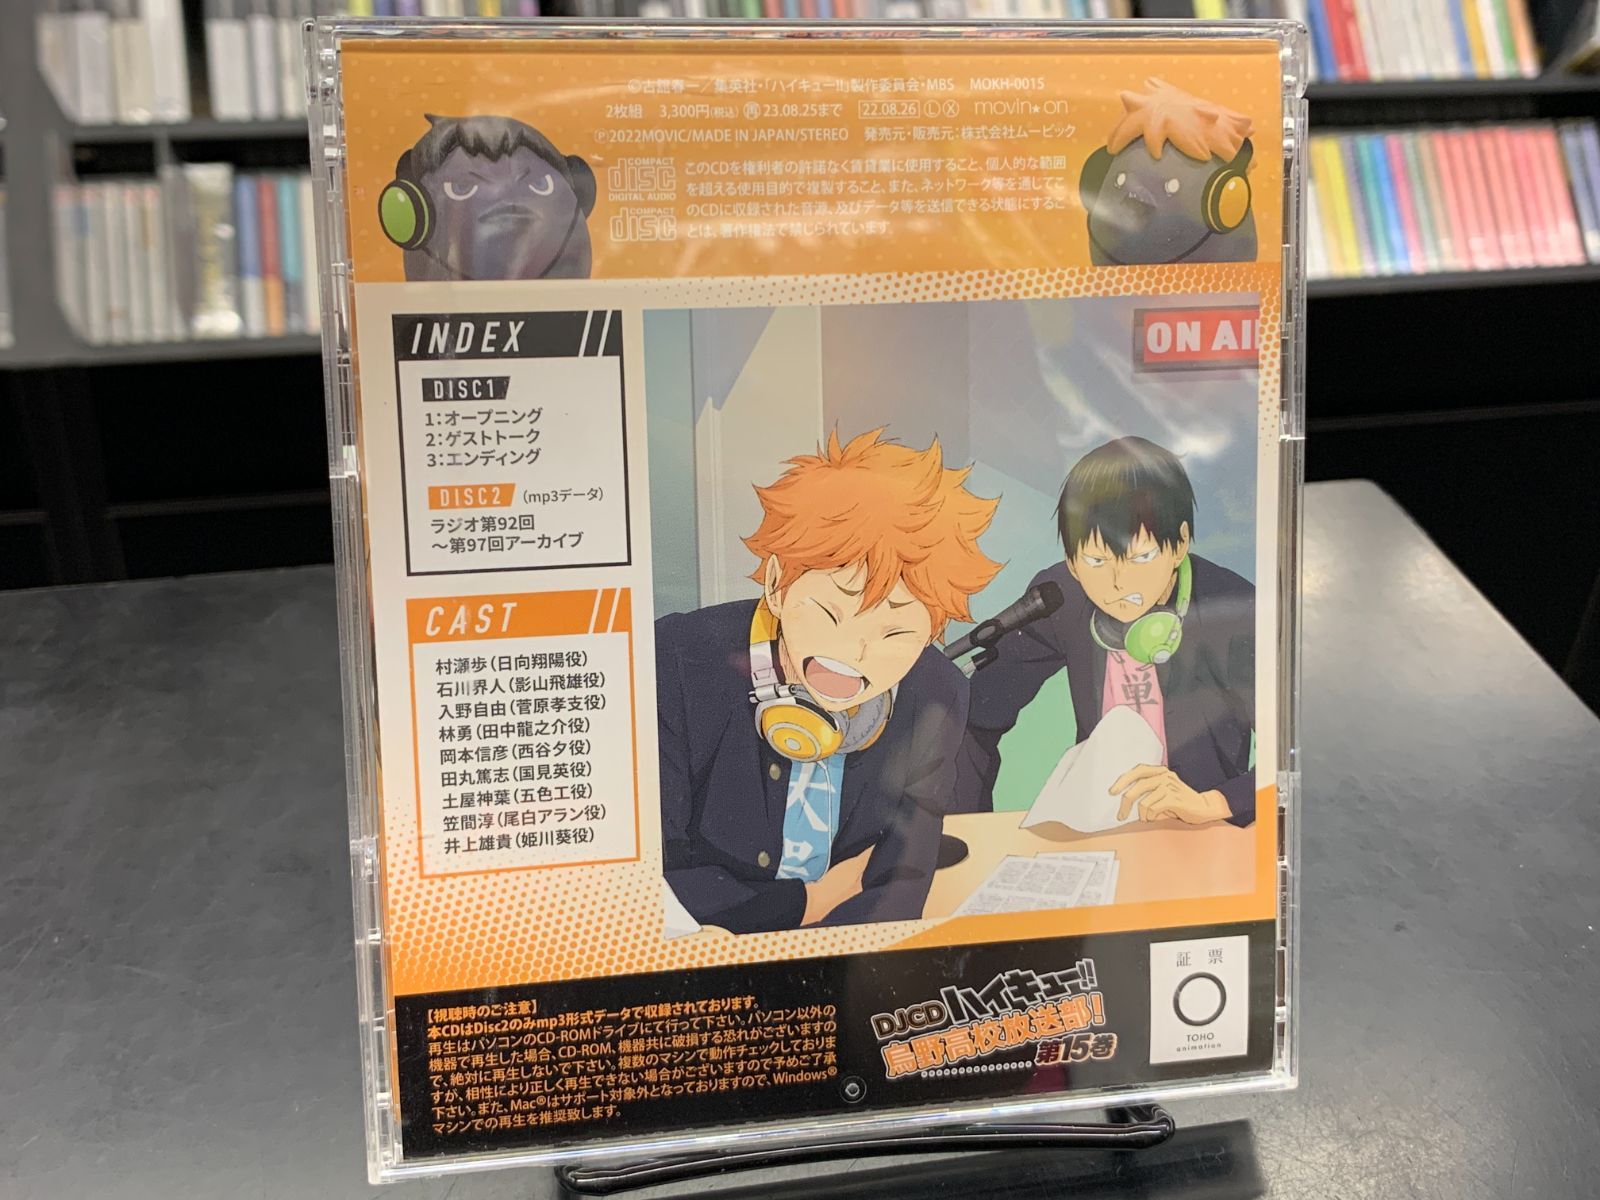 ©古舘春一／集英社・「ハイキュー!!」製作委員会・MBS MOKH-0015
2枚組 3,300円(税込) 再 23.08.25まで 22.08.26 L X movin★on
Ⓟ2022MOVIC/MADE IN JAPAN/STEREO 発売元・販売元：株式会社ムービック
COMPACT disc DIGITAL AUDIO
COMPACT disc
このCDを権利者の許諾なく賃貸業に使用すること、個人的な範囲
を超える使用目的で複製すること、また、ネットワーク等を通じてこ
のCDに収録された音源、及びデータ等を送信できる状態にするこ
とは、著作権法で禁じられています。
INDEX
DISC1
1：オープニング
2：ゲストトーク
3：エンディング
DISC2 （mp3データ）
ラジオ第92回
～第97回アーカイブ
CAST
村瀬歩（日向翔陽役）
石川界人（影山飛雄役）
入野自由（菅原孝支役）
林勇（田中龍之介役）
岡本信彦（西谷夕役）
田丸篤志（国見英役）
土屋神葉（五色工役）
笠間淳（尾白アラン役）
井上雄貴（姫川葵役）
ON AI
単
【視聴時のご注意】
本CDはDisc2のみmp3形式データで収録されております。
再生はパソコンのCD-ROMドライブにて行って下さい。パソコン以外の
機器で再生した場合、CD-ROM、機器共に破損する恐れがございますの
で、絶対に再生しないで下さい。複数のマシンで動作チェックしており
ますが、相性により正しく再生できない場合がございますので予めご了承
下さい。また、Mac®はサポート対象外となっておりますので、Windows®
マシンでの再生を推奨致します。
DJCD ハイキュー!!
烏野高校放送部!
第15巻
証票
TOHO
animation